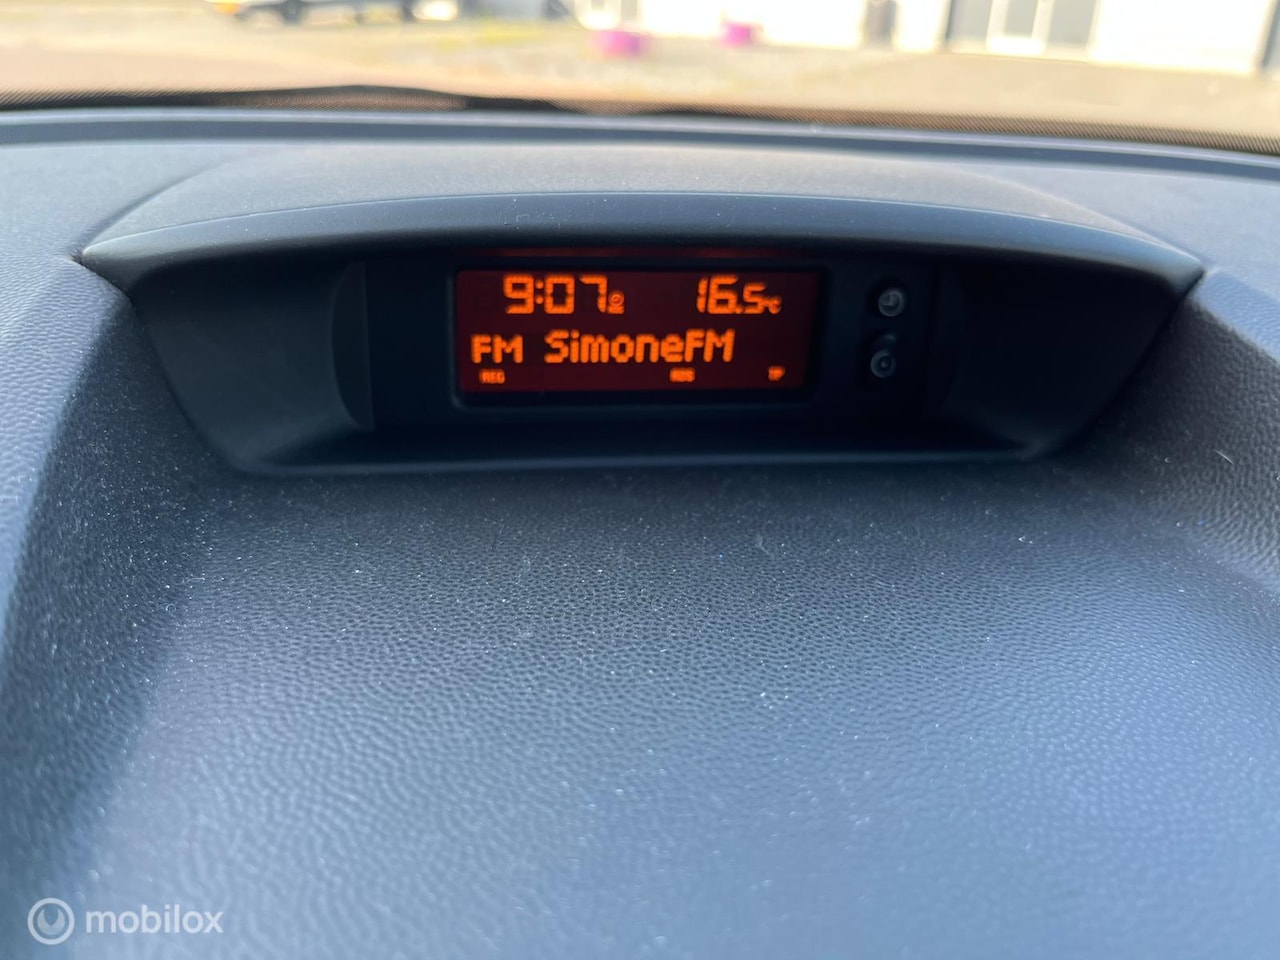 9:07 16.5°C
FM SimoneFM
REG RDS TP
mobilox